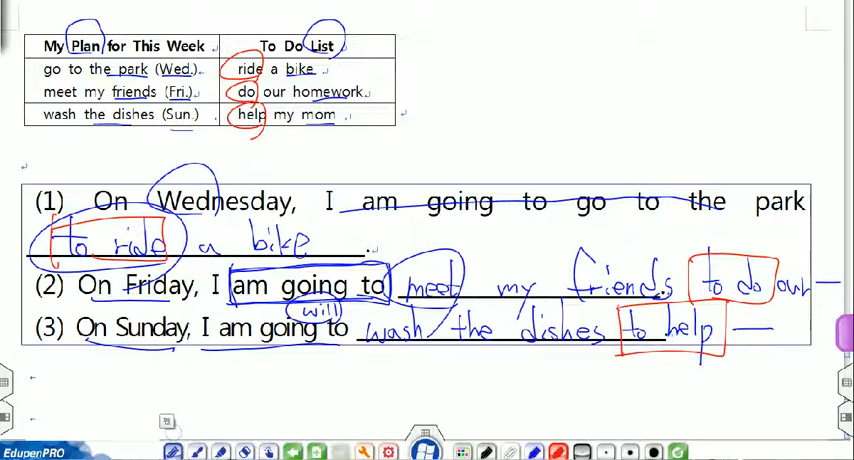 My Plan for This Week To Do List
go to the park (Wed.) ride a bike
meet my friends (Fri.) do our homework
wash the dishes (Sun.) help my mom
(1) On Wednesday, I am going to go to the park
to ride a bike.
(2) On Friday, I am going to meet my friends to do our —
will
(3) On Sunday, I am going to wash the dishes to help —
EdupenPRO